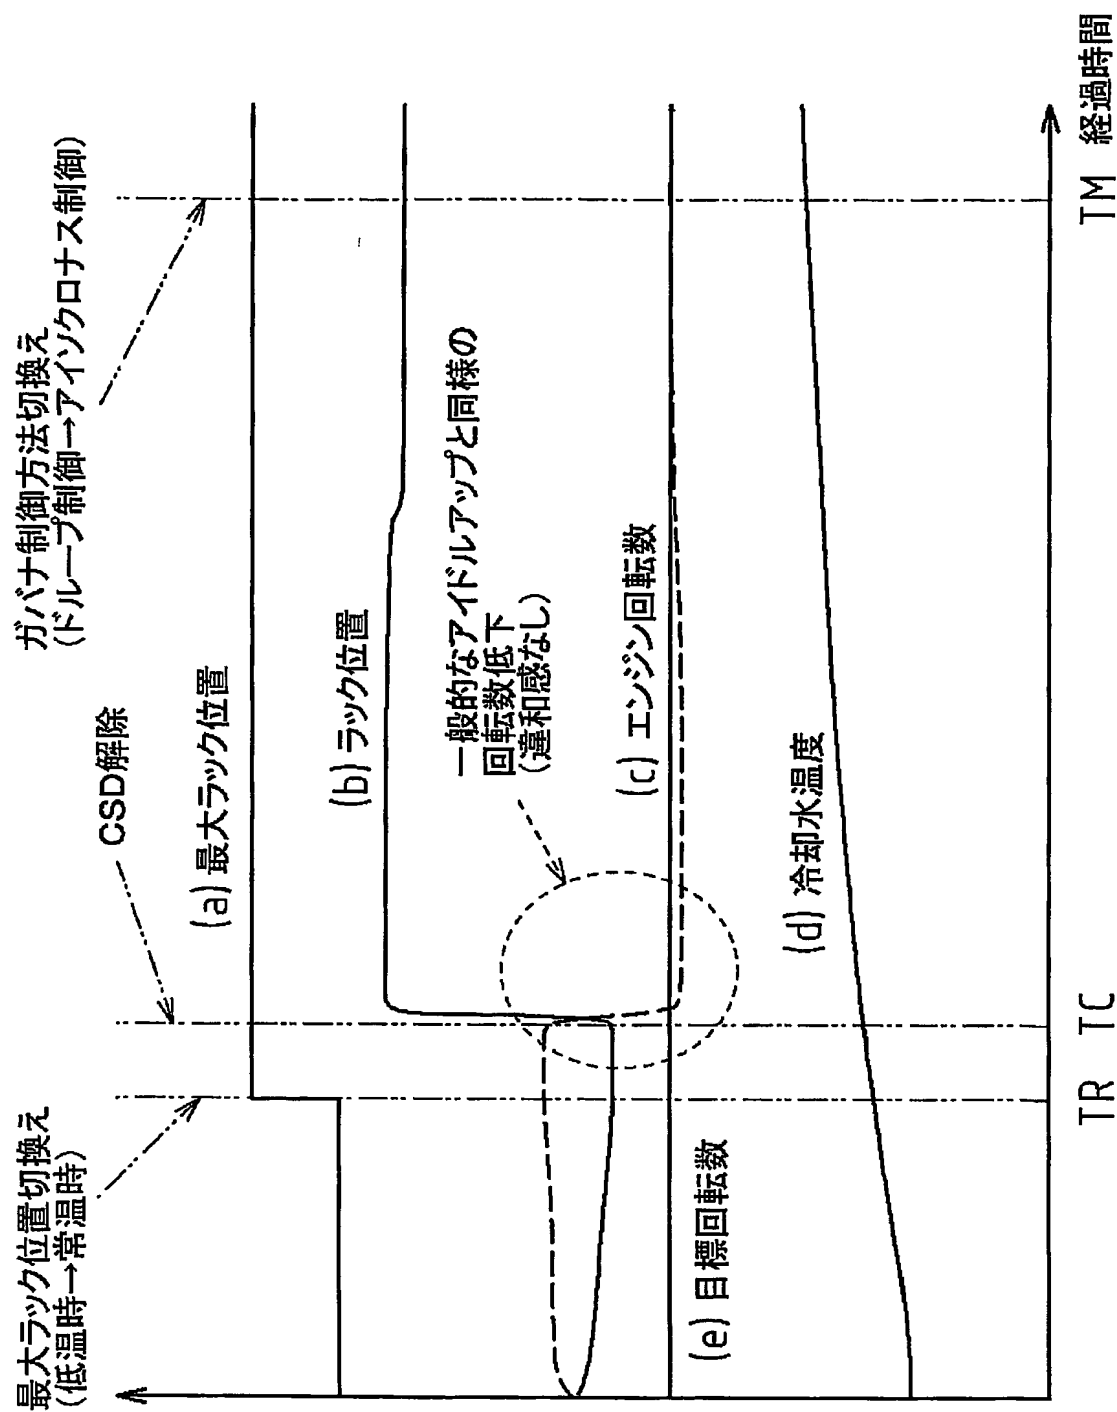 最大ラック位置切換え
(低温時→常温時)
CSD解除
ガバナ制御方法切換え
(ドループ制御→アイソクロナス制御)
(a) 最大ラック位置
(b) ラック位置
一般的なアイドルアップと同様の
回転数低下
(違和感なし)
(c) エンジン回転数
(e) 目標回転数
(d) 冷却水温度
TR
TC
TM
経過時間